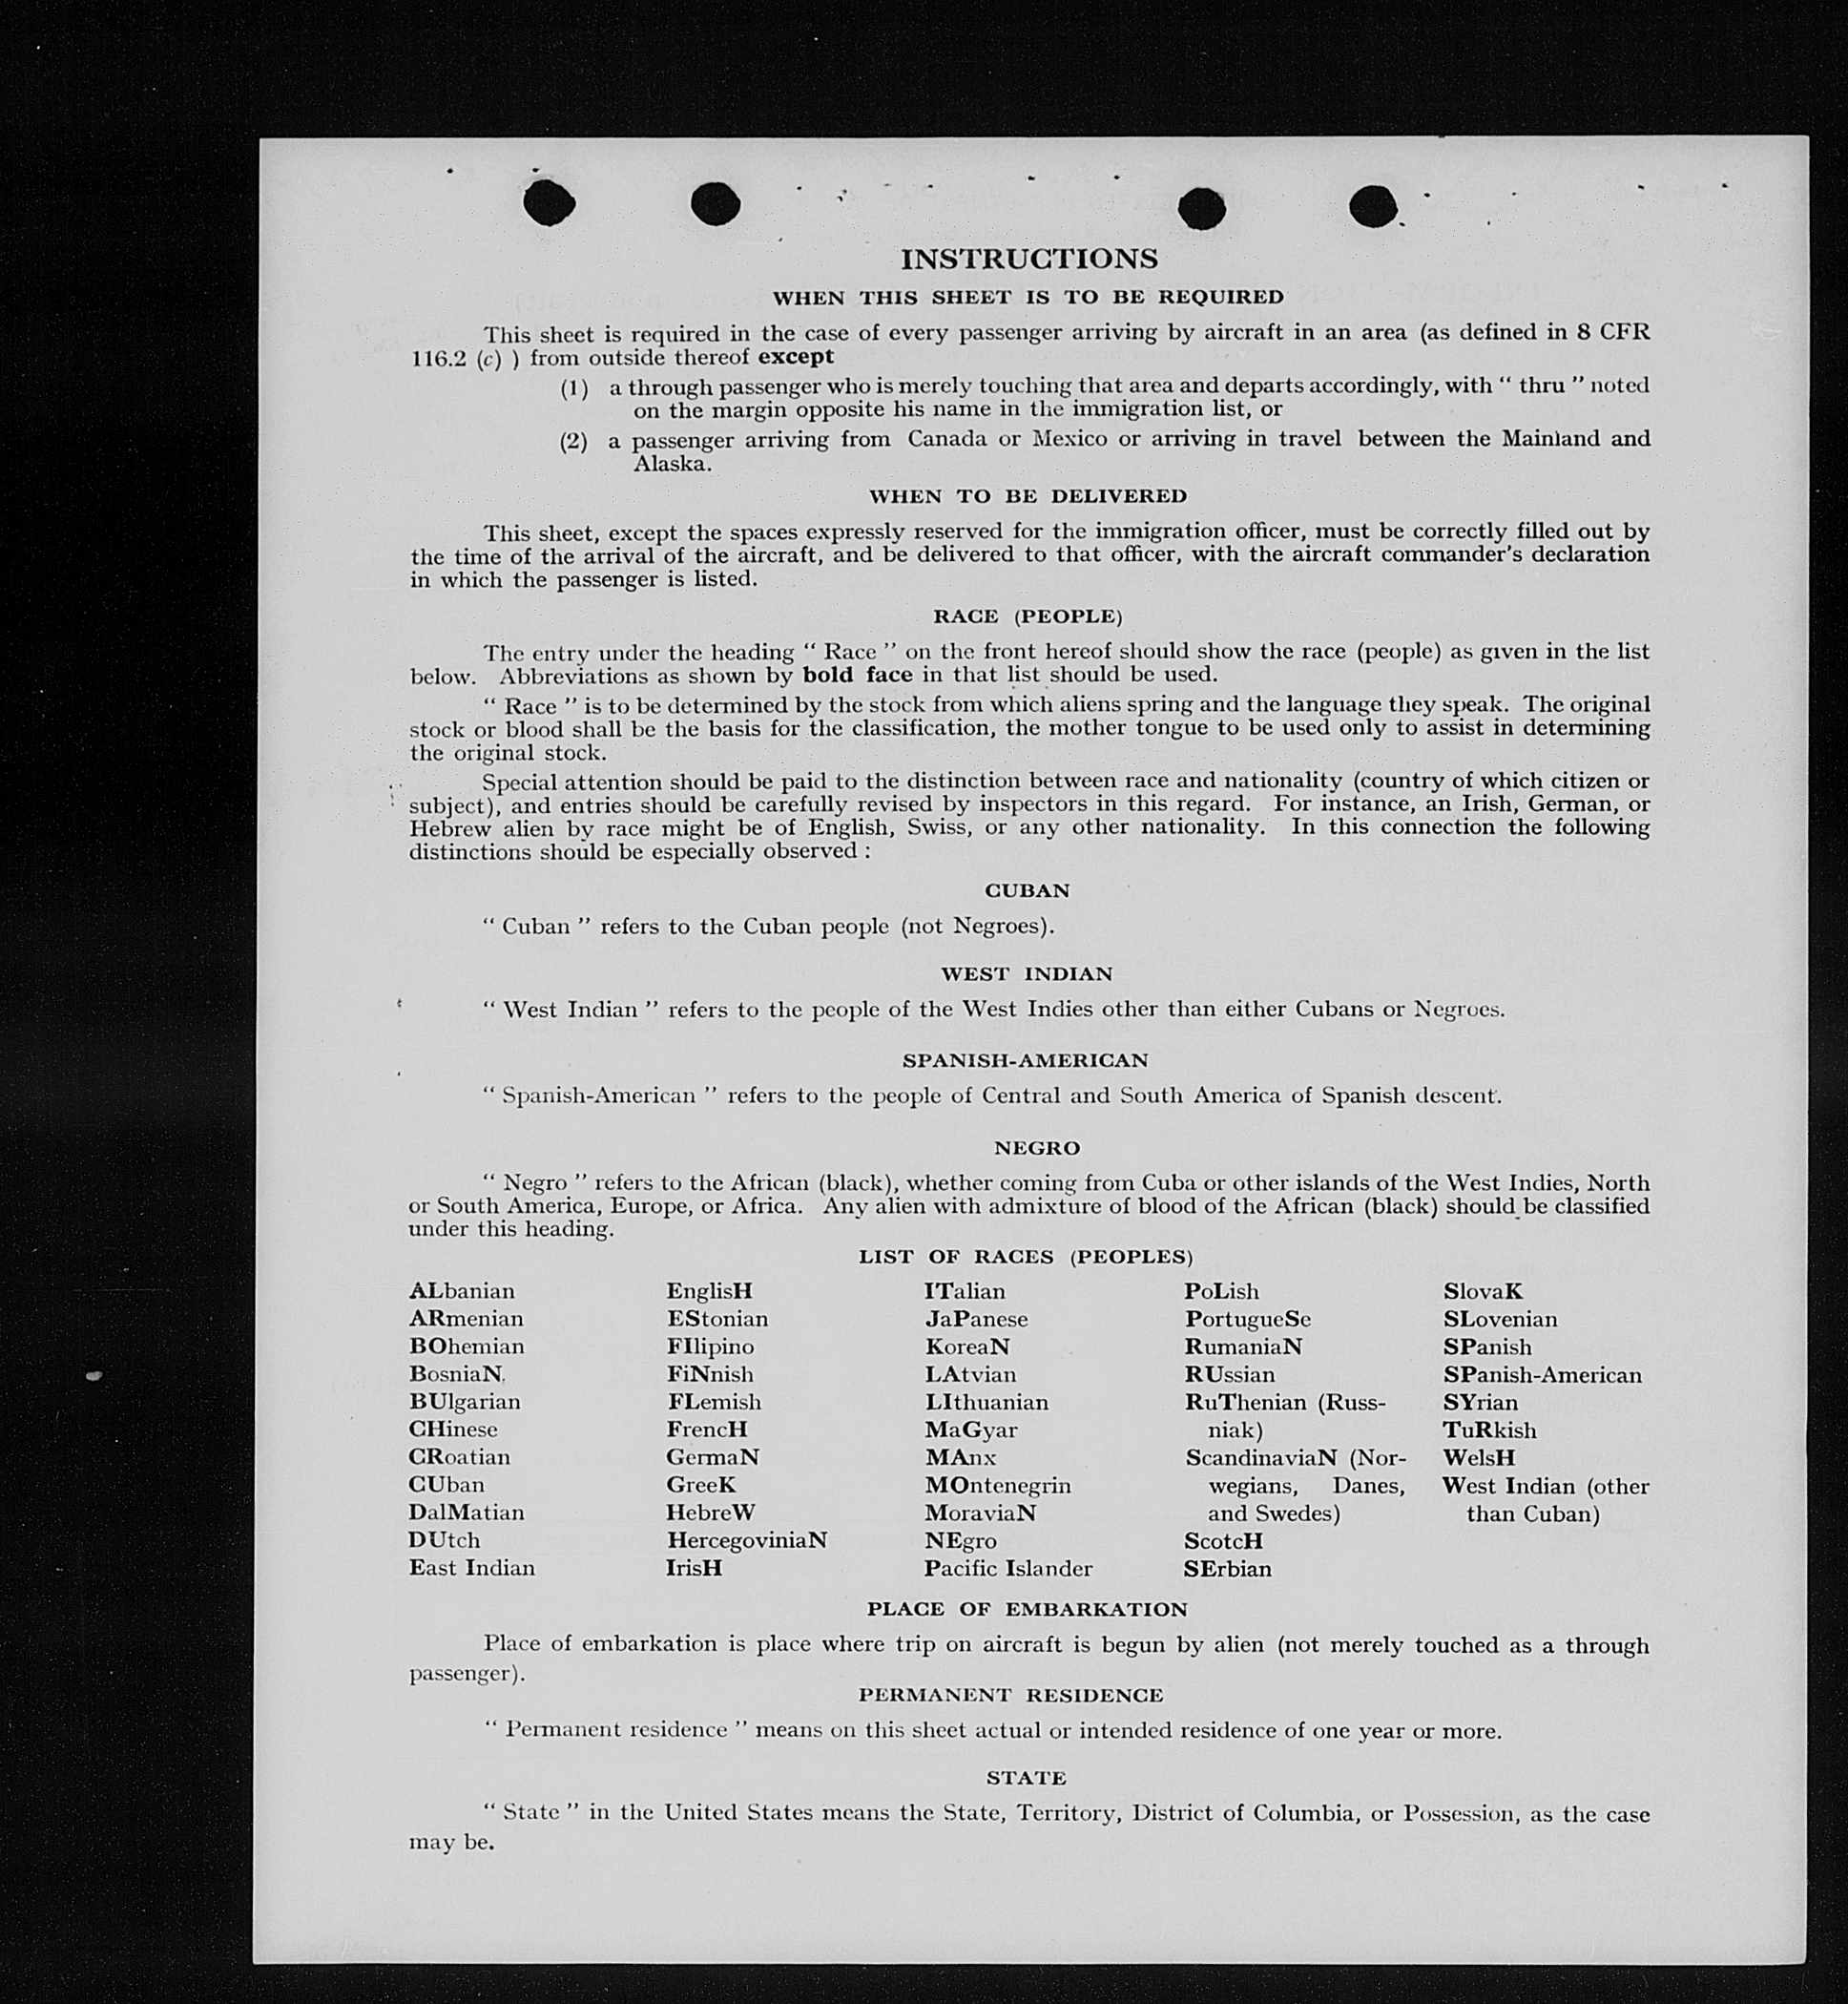 INSTRUCTIONS
WHEN THIS SHEET IS TO BE REQUIRED
This sheet is required in the case of every passenger arriving by aircraft in an area (as defined in 8 CFR
116.2 (c) ) from outside thereof except
(1) a through passenger who is merely touching that area and departs accordingly, with “ thru ” noted
on the margin opposite his name in the immigration list, or
(2) a passenger arriving from Canada or Mexico or arriving in travel between the Mainland and
Alaska.
WHEN TO BE DELIVERED
This sheet, except the spaces expressly reserved for the immigration officer, must be correctly filled out by
the time of the arrival of the aircraft, and be delivered to that officer, with the aircraft commander's declaration
in which the passenger is listed.
RACE (PEOPLE)
The entry under the heading “ Race ” on the front hereof should show the race (people) as given in the list
below. Abbreviations as shown by bold face in that list should be used.
“ Race ” is to be determined by the stock from which aliens spring and the language they speak. The original
stock or blood shall be the basis for the classification, the mother tongue to be used only to assist in determining
the original stock.
Special attention should be paid to the distinction between race and nationality (country of which citizen or
subject), and entries should be carefully revised by inspectors in this regard. For instance, an Irish, German, or
Hebrew alien by race might be of English, Swiss, or any other nationality. In this connection the following
distinctions should be especially observed :
CUBAN
“ Cuban ” refers to the Cuban people (not Negroes).
WEST INDIAN
“ West Indian ” refers to the people of the West Indies other than either Cubans or Negroes.
SPANISH-AMERICAN
“ Spanish-American ” refers to the people of Central and South America of Spanish descent.
NEGRO
“ Negro ” refers to the African (black), whether coming from Cuba or other islands of the West Indies, North
or South America, Europe, or Africa. Any alien with admixture of blood of the African (black) should be classified
under this heading.
LIST OF RACES (PEOPLES)
ALbanian
ARmenian
BOhemian
BosniaN
BUlgarian
CHinese
CRoatian
CUban
DalMatian
DUtch
East Indian
EnglisH
EStonian
FIlipino
FiNnish
FLemish
FrencH
GermaN
GreeK
HebreW
HercegoviniaN
IrisH
ITalian
JaPanese
KoreaN
LAtvian
LIthuanian
MaGyar
MAnx
MOntenegrin
MoraviaN
NEgro
Pacific Islander
PoLish
PortugueSe
RumaniaN
RUssian
RuThenian (Russ-
niak)
ScandinaviaN (Nor-
wegians, Danes,
and Swedes)
ScotcH
SErbian
SlovaK
SLovenian
SPanish
SPanish-American
SYrian
TuRkish
WelsH
West Indian (other
than Cuban)
PLACE OF EMBARKATION
Place of embarkation is place where trip on aircraft is begun by alien (not merely touched as a through
passenger).
PERMANENT RESIDENCE
“ Permanent residence ” means on this sheet actual or intended residence of one year or more.
STATE
“ State ” in the United States means the State, Territory, District of Columbia, or Possession, as the case
may be.